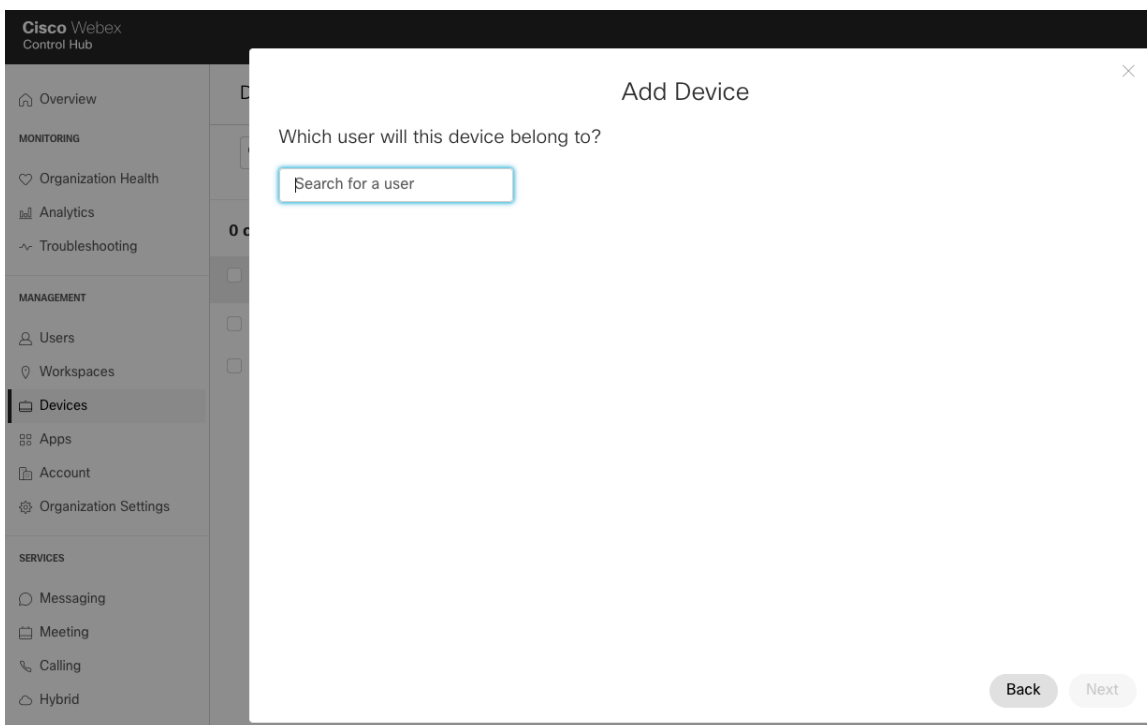 Cisco Webex
Control Hub
Overview
MONITORING
Organization Health
Analytics
Troubleshooting
MANAGEMENT
Users
Workspaces
Devices
Apps
Account
Organization Settings
SERVICES
Messaging
Meeting
Calling
Hybrid
D
0 c
Add Device
Which user will this device belong to?
Search for a user
Back
Next